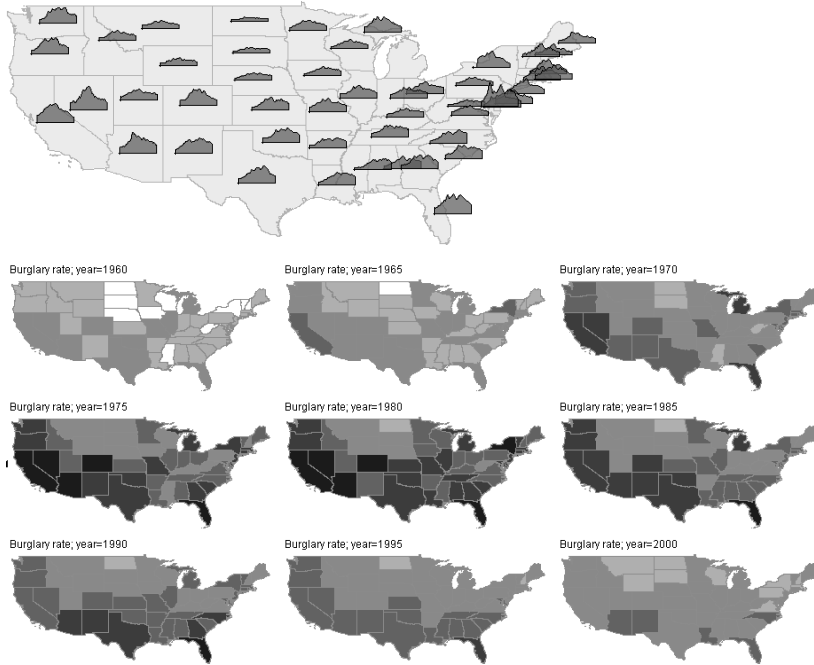 Burglary rate; year=1960
Burglary rate; year=1965
Burglary rate; year=1970
Burglary rate; year=1975
Burglary rate; year=1980
Burglary rate; year=1985
Burglary rate; year=1990
Burglary rate; year=1995
Burglary rate; year=2000